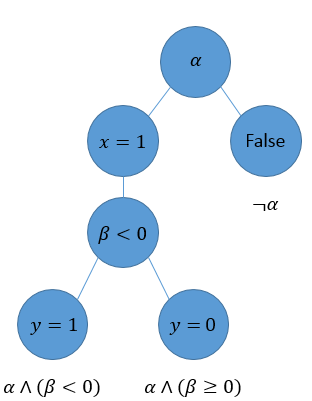 α
x = 1
False
¬α
β < 0
y = 1
y = 0
α ∧ (β < 0)
α ∧ (β ≥ 0)